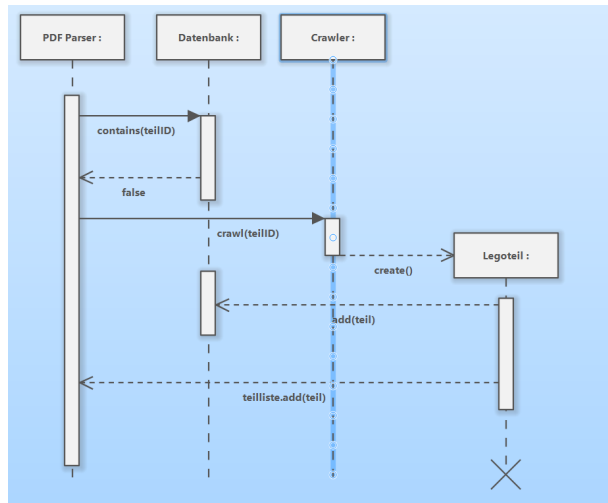 PDF Parser :
Datenbank :
Crawler :
contains(teilID)
false
crawl(teilID)
Legoteil :
create()
add(teil)
teilliste.add(teil)